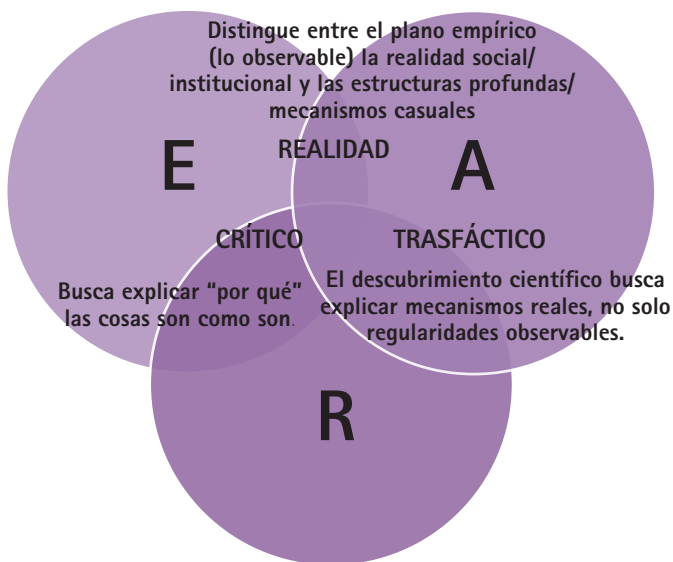 Distingue entre el plano empírico
(lo observable) la realidad social/
institucional y las estructuras profundas/
mecanismos casuales
E
REALIDAD
A
CRÍTICO
TRASFÁCTICO
Busca explicar "por qué"
las cosas son como son.
El descubrimiento científico busca
explicar mecanismos reales, no solo
regularidades observables.
R